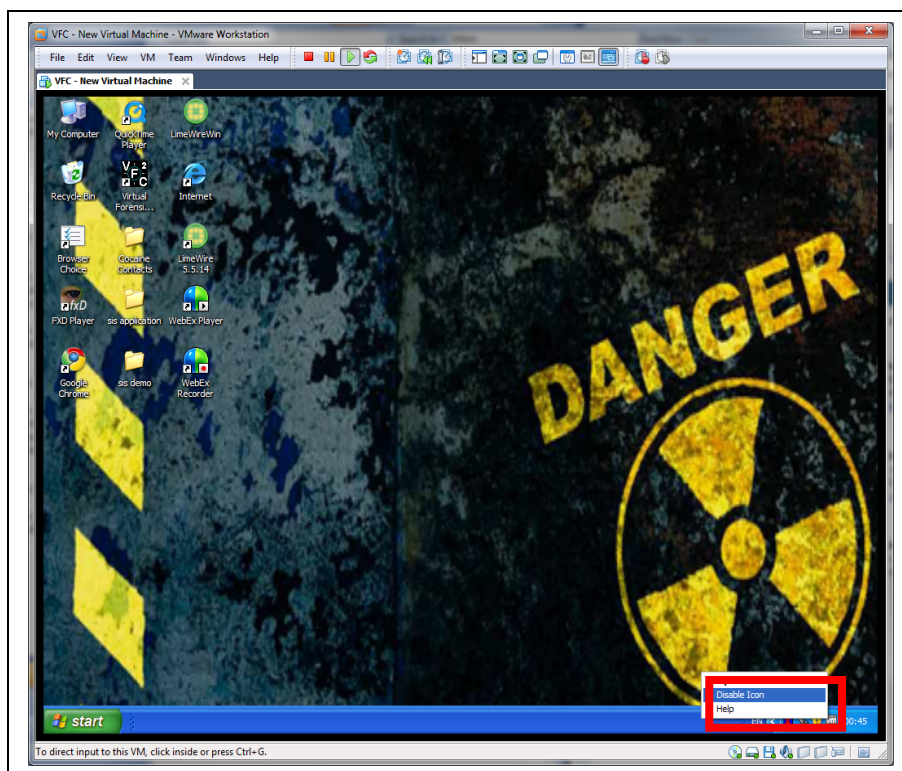 VFC - New Virtual Machine - VMware Workstation
File Edit View VM Team Windows Help
VFC - New Virtual Machine
My Computer
QuickTime
Player
LimeWireWin
Recycle Bin
Virtual
Forensi...
Internet
Browser
Choice
Cocaine
Contacts
LimeWire
5.5.14
fxD
FXD Player
sis application
WebEx Player
Google
Chrome
sis demo
WebEx
Recorder
DANGER
Disable Icon
Help
start
EN
00:45
To direct input to this VM, click inside or press Ctrl+G.